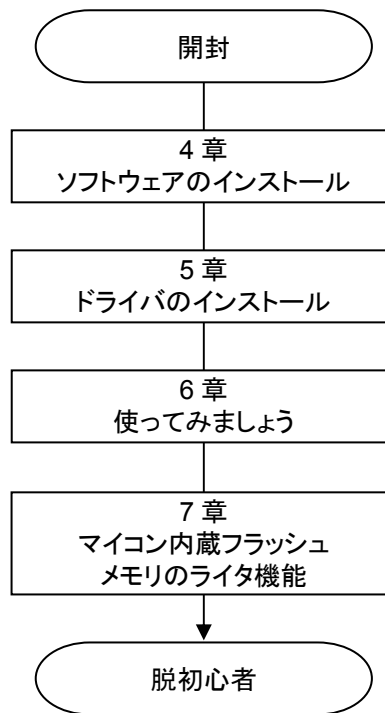 開封
4 章
ソフトウェアのインストール
5 章
ドライバのインストール
6 章
使ってみましょう
7 章
マイコン内蔵フラッシュ
メモリのライタ機能
脱初心者